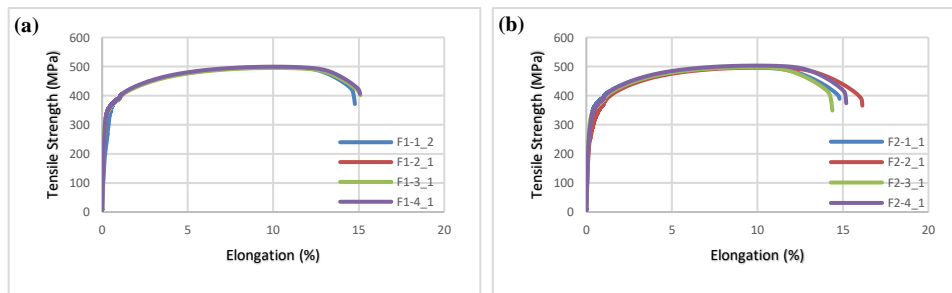 (a)
600
500
400
300
200
100
0
Tensile Strength (MPa)
0 5 10 15 20
Elongation (%)
F1-1_2
F1-2_1
F1-3_1
F1-4_1
(b)
600
500
400
300
200
100
0
Tensile Strength (MPa)
0 5 10 15 20
Elongation (%)
F2-1_1
F2-2_1
F2-3_1
F2-4_1